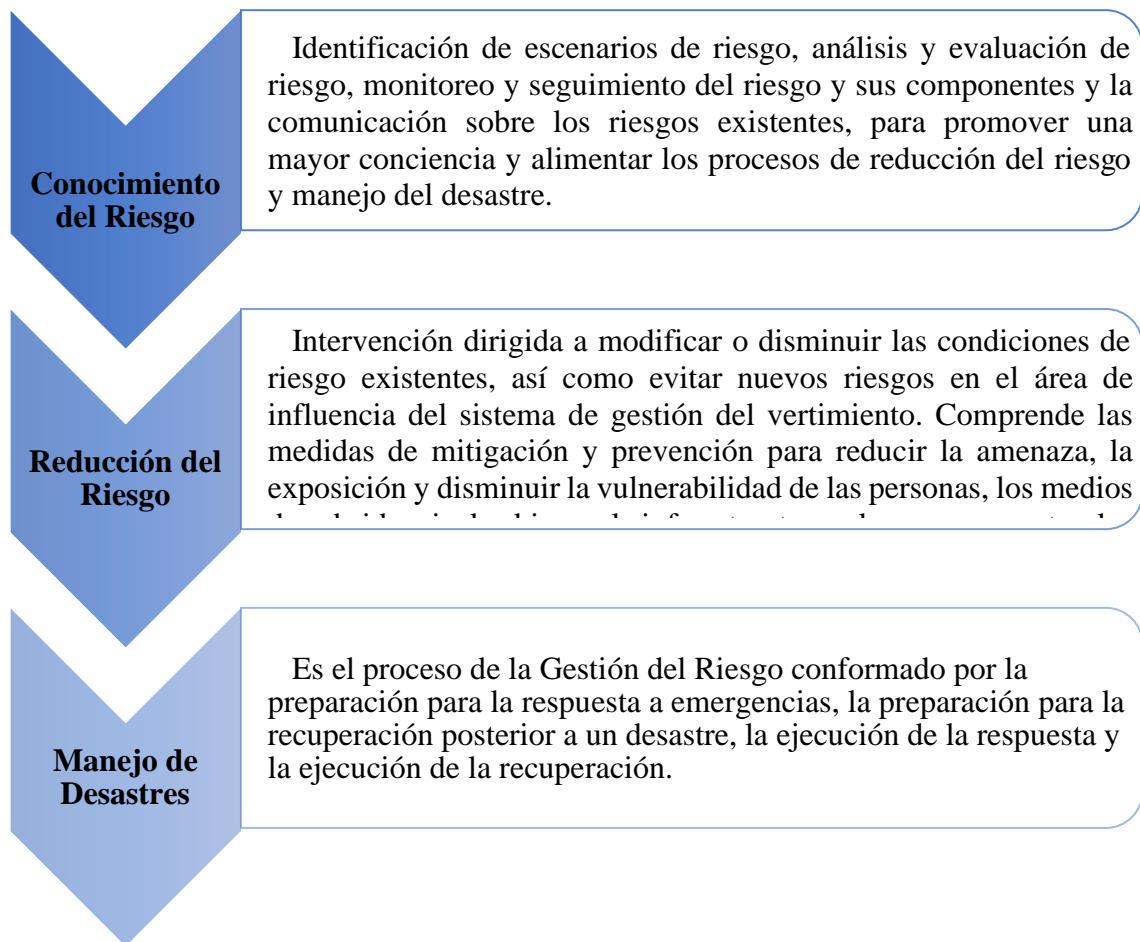 Conocimiento
del Riesgo
Identificación de escenarios de riesgo, análisis y evaluación de
riesgo, monitoreo y seguimiento del riesgo y sus componentes y la
comunicación sobre los riesgos existentes, para promover una
mayor conciencia y alimentar los procesos de reducción del riesgo
y manejo del desastre.
Reducción del
Riesgo
Intervención dirigida a modificar o disminuir las condiciones de
riesgo existentes, así como evitar nuevos riesgos en el área de
influencia del sistema de gestión del vertimiento. Comprende las
medidas de mitigación y prevención para reducir la amenaza, la
exposición y disminuir la vulnerabilidad de las personas, los medios
Manejo de
Desastres
Es el proceso de la Gestión del Riesgo conformado por la
preparación para la respuesta a emergencias, la preparación para la
recuperación posterior a un desastre, la ejecución de la respuesta y
la ejecución de la recuperación.